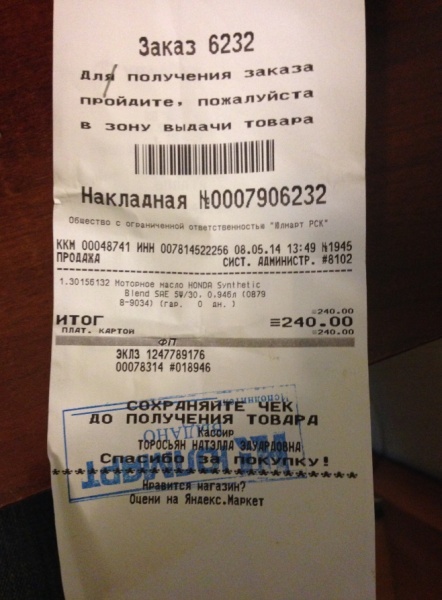 Заказ 6232
Для получения заказа
пройдите, пожалуйста
в зону выдачи товара
Накладная №0007906232
Общество с ограниченной ответственностью "Юлмарт РСК"
ККМ 00048741 ИНН 007814522256 08.05.14 13:49 №1945
ПРОДАЖА СИСТ. АДМИНИСТР. #8102
1.30156132 Моторное масло HONDA Synthetic
Blend SAE 5W/30, 0.946л (0879
8-9034) (гар. 0 дн. )
=240.00
ИТОГ ≡240.00
ПЛАТ. КАРТОЙ =240.00
ФП
ЭКЛЗ 1247789176
00078314 #018946
СОХРАНЯЙТЕ ЧЕК
ДО ПОЛУЧЕНИЯ ТОВАРА
Кассир
ТОРОСЬЯН НАТЭЛЛА ЭДУАРДОВНА
Спасибо за покупку!
********************************
Нравится магазин?
Оцени на Яндекс.Маркет
ЮЛМАРТ
ВЫДАНО